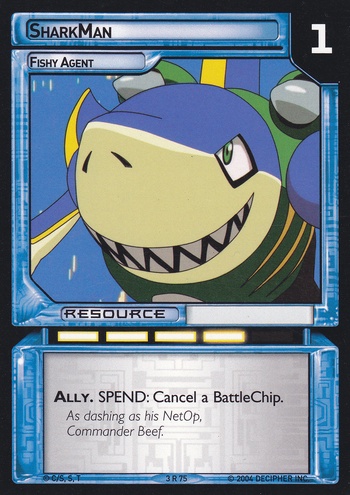 SharkMan
1
Fishy Agent
RESOURCE
Ally. SPEND: Cancel a BattleChip.
As dashing as his NetOp,
Commander Beef.
© C/S, S, T 3 R 75 © 2004 DECIPHER INC.